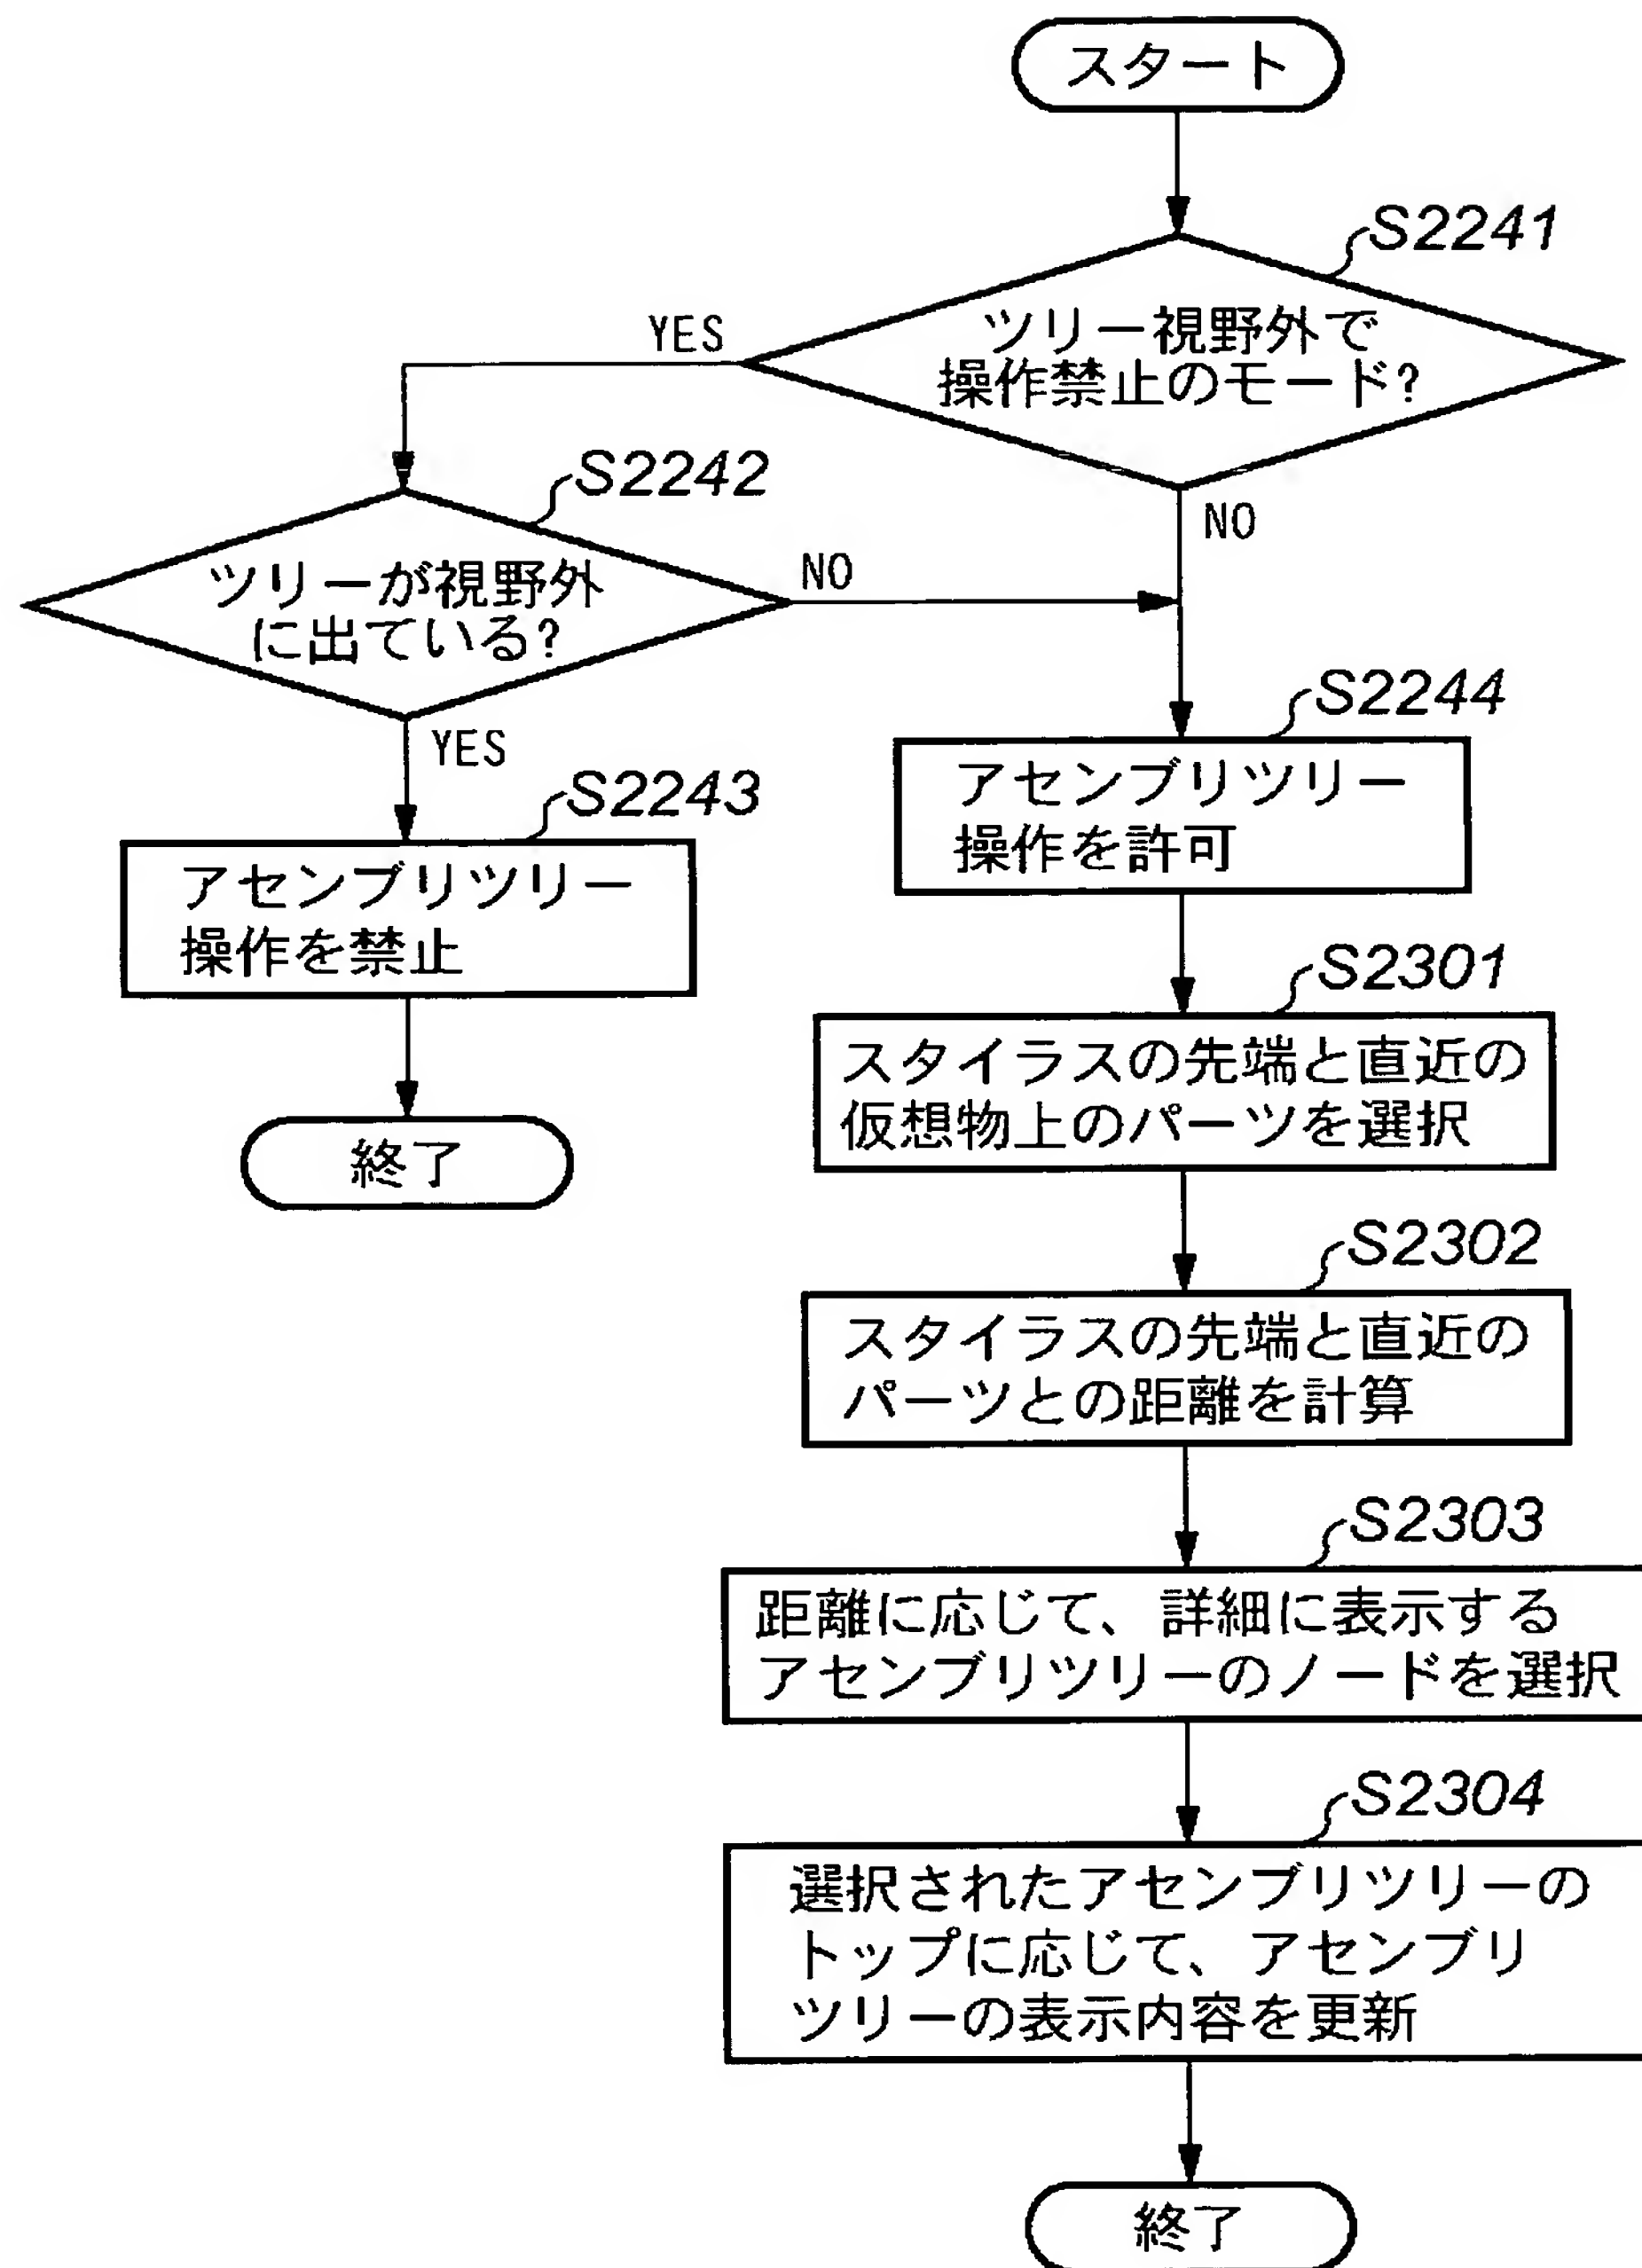 スタート
S2241
ツリー視野外で
操作禁止のモード?
YES
NO
S2242
ツリーが視野外
に出ている?
NO
YES
S2243
アセンブリツリー
操作を禁止
終了
S2244
アセンブリツリー
操作を許可
S2301
スタイラスの先端と直近の
仮想物上のパーツを選択
S2302
スタイラスの先端と直近の
パーツとの距離を計算
S2303
距離に応じて、詳細に表示する
アセンブリツリーのノードを選択
S2304
選択されたアセンブリツリーの
トップに応じて、アセンブリ
ツリーの表示内容を更新
終了